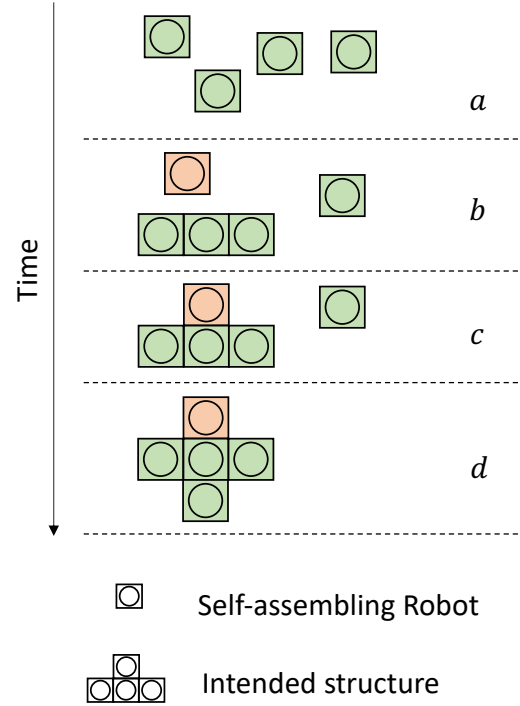 a
b
Time
c
d
Self-assembling Robot
Intended structure